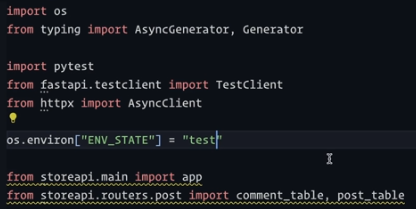 import os
from typing import AsyncGenerator, Generator
import pytest
from fastapi.testclient import TestClient
from httpx import AsyncClient
os.environ["ENV_STATE"] = "test"
from storeapi.main import app
from storeapi.routers.post import comment_table, post_table